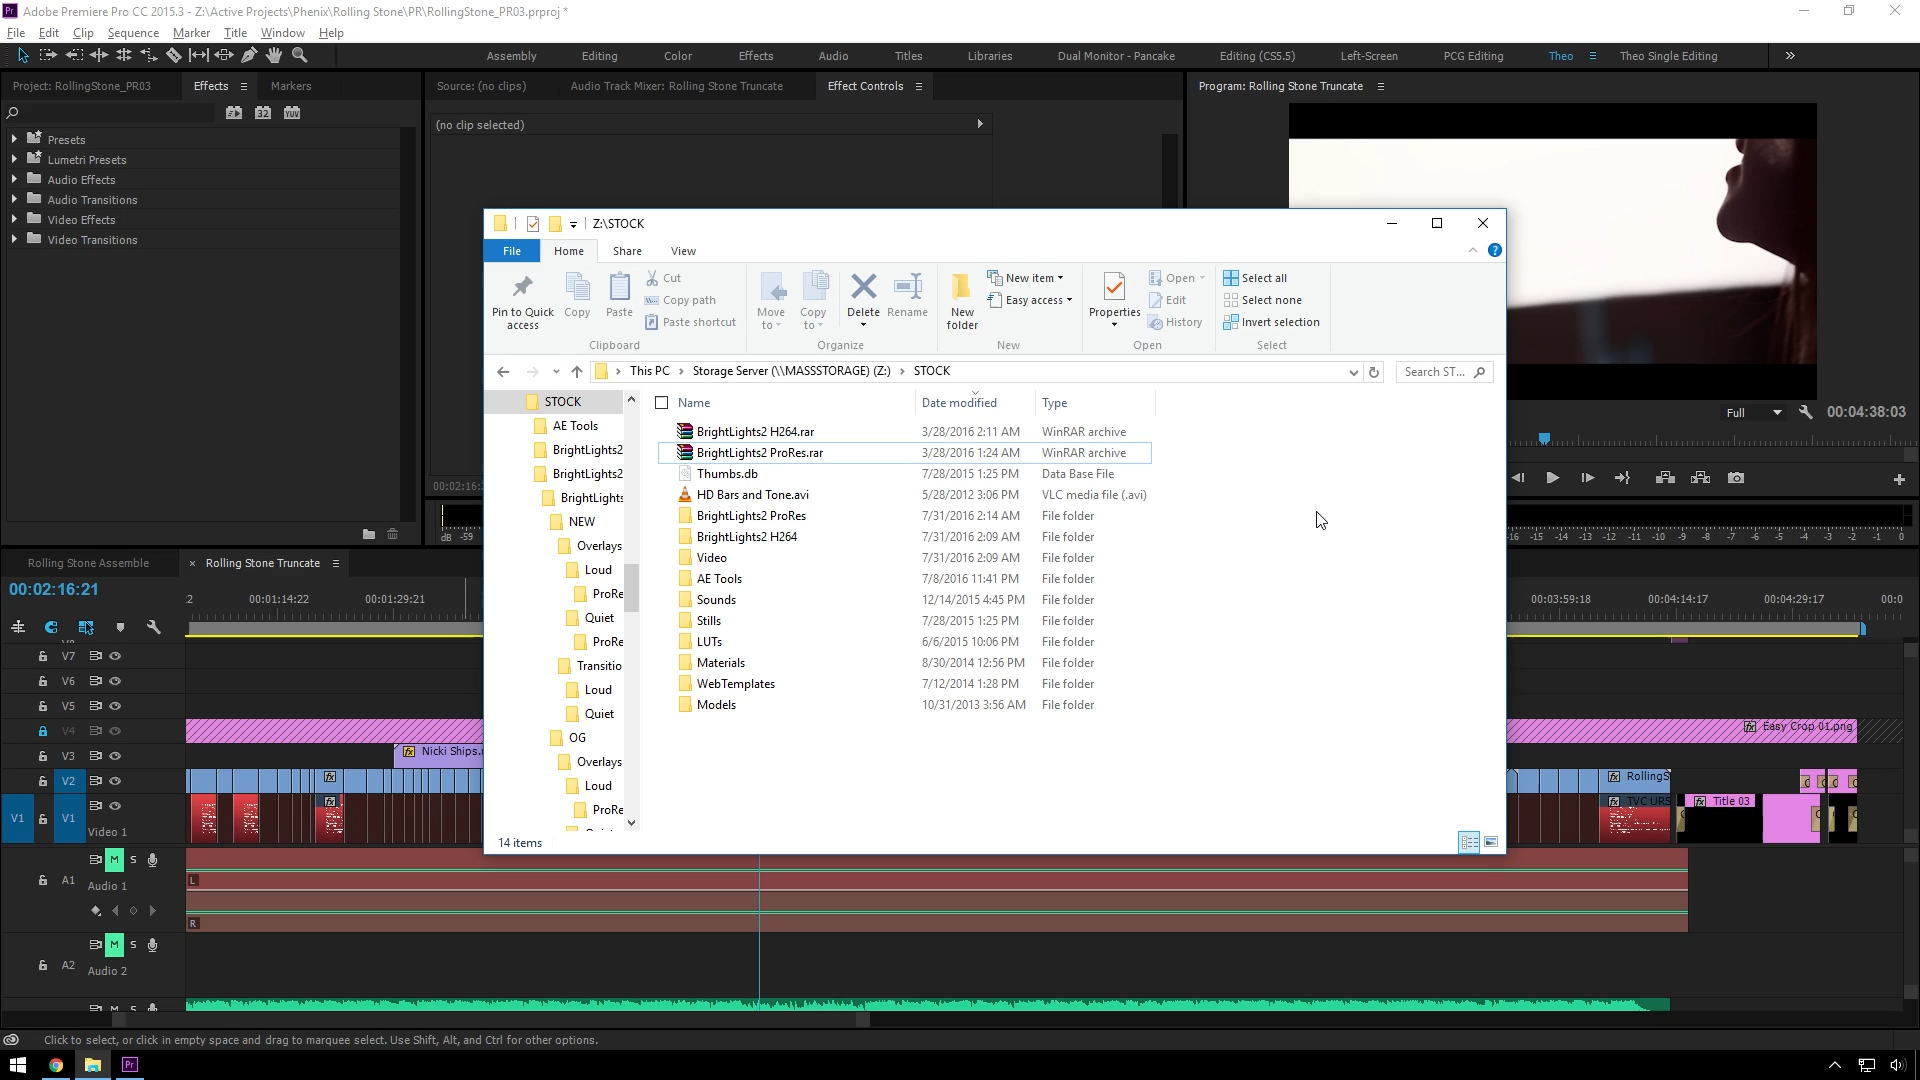 Adobe Premiere Pro CC 2015.3 - Z:\Active Projects\Phenix\Rolling Stone\PR\RollingStone_PR03.prproj *
File Edit Clip Sequence Marker Title Window Help
Assembly Editing Color Effects Audio Titles Libraries Dual Monitor - Pancake Editing (CS5.5) Left-Screen PCG Editing Theo Theo Single Editing
Project: RollingStone_PR03 Effects Markers
Source: (no clips) Audio Track Mixer: Rolling Stone Truncate Effect Controls
Program: Rolling Stone Truncate
(no clip selected)
Presets
Lumetri Presets
Audio Effects
Audio Transitions
Video Effects
Video Transitions
Z:\STOCK
File Home Share View
Pin to Quick access
Copy
Paste
Cut
Copy path
Paste shortcut
Clipboard
Move to
Copy to
Delete
Rename
Organize
New folder
New item
Easy access
New
Properties
Open
Edit
History
Open
Select all
Select none
Invert selection
Select
This PC › Storage Server (\\MASSSTORAGE) (Z:) › STOCK
Search ST...
STOCK
AE Tools
BrightLights2
BrightLights2
BrightLights
NEW
Overlays
Loud
ProRe
Quiet
ProRe
Transitio
Loud
Quiet
OG
Overlays
Loud
ProRe
Name Date modified Type
BrightLights2 H264.rar 3/28/2016 2:11 AM WinRAR archive
BrightLights2 ProRes.rar 3/28/2016 1:24 AM WinRAR archive
Thumbs.db 7/28/2015 1:25 PM Data Base File
HD Bars and Tone.avi 5/28/2012 3:06 PM VLC media file (.avi)
BrightLights2 ProRes 7/31/2016 2:14 AM File folder
BrightLights2 H264 7/31/2016 2:09 AM File folder
Video 7/31/2016 2:09 AM File folder
AE Tools 7/8/2016 11:41 PM File folder
Sounds 12/14/2015 4:45 PM File folder
Stills 7/28/2015 1:25 PM File folder
LUTs 6/6/2015 10:06 PM File folder
Materials 8/30/2014 12:56 PM File folder
WebTemplates 7/12/2014 1:28 PM File folder
Models 10/31/2013 3:56 AM File folder
14 items
Full 00:04:38:03
00:02:16:
dB -59
-16 -15 -14 -13 -12 -11 -10 -9 -8 -7 -6 -5 -4 -3 -2 -1 0
Rolling Stone Assemble × Rolling Stone Truncate
00:02:16:21
:2 00:01:14:22 00:01:29:21
00:03:59:18 00:04:14:17 00:04:29:17 00:0
V7
V6
V5
V4
Easy Crop 01.png
V3
Nicki Ships.
V2
RollingS
V1 V1
Video 1
TVC URS
Title 03
M S
A1
Audio 1
L
R
M S
A2
Audio 2
M S
Click to select, or click in empty space and drag to marquee select. Use Shift, Alt, and Ctrl for other options.